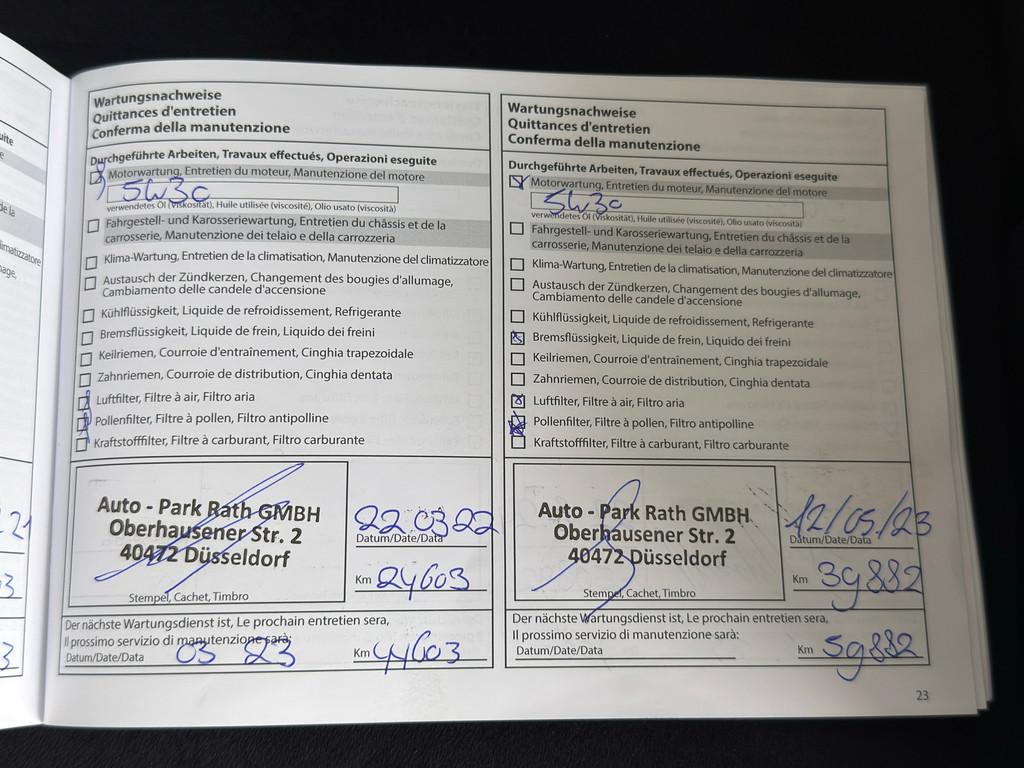 uite
de la
limatizzatore
nage,
21
3
3
Wartungsnachweise
Quittances d'entretien
Conferma della manutenzione
Durchgeführte Arbeiten, Travaux effectués, Operazioni eseguite
Motorwartung, Entretien du moteur, Manutenzione del motore
5W30
verwendetes Öl (Viskosität), Huile utilisée (viscosité), Olio usato (viscosità)
Fahrgestell- und Karosseriewartung, Entretien du châssis et de la
carrosserie, Manutenzione dei telaio e della carrozzeria
Klima-Wartung, Entretien de la climatisation, Manutenzione del climatizzatore
Austausch der Zündkerzen, Changement des bougies d'allumage,
Cambiamento delle candele d'accensione
Kühlflüssigkeit, Liquide de refroidissement, Refrigerante
Bremsflüssigkeit, Liquide de frein, Liquido dei freini
Keilriemen, Courroie d'entraînement, Cinghia trapezoidale
Zahnriemen, Courroie de distribution, Cinghia dentata
Luftfilter, Filtre à air, Filtro aria
Pollenfilter, Filtre à pollen, Filtro antipolline
Kraftstofffilter, Filtre à carburant, Filtro carburante
Auto - Park Rath GMBH
Oberhausener Str. 2
40472 Düsseldorf
Stempel, Cachet, Timbro
22.03.22
Datum/Date/Data
Km 24603
Der nächste Wartungsdienst ist, Le prochain entretien sera,
Il prossimo servizio di manutenzione sarà:
Datum/Date/Data 03 23 Km 44603
Wartungsnachweise
Quittances d'entretien
Conferma della manutenzione
Durchgeführte Arbeiten, Travaux effectués, Operazioni eseguite
Motorwartung, Entretien du moteur, Manutenzione del motore
5W30
verwendetes Öl (Viskosität), Huile utilisée (viscosité), Olio usato (viscosità)
Fahrgestell- und Karosseriewartung, Entretien du châssis et de la
carrosserie, Manutenzione dei telaio e della carrozzeria
Klima-Wartung, Entretien de la climatisation, Manutenzione del climatizzatore
Austausch der Zündkerzen, Changement des bougies d'allumage,
Cambiamento delle candele d'accensione
Kühlflüssigkeit, Liquide de refroidissement, Refrigerante
Bremsflüssigkeit, Liquide de frein, Liquido dei freini
Keilriemen, Courroie d'entraînement, Cinghia trapezoidale
Zahnriemen, Courroie de distribution, Cinghia dentata
Luftfilter, Filtre à air, Filtro aria
Pollenfilter, Filtre à pollen, Filtro antipolline
Kraftstofffilter, Filtre à carburant, Filtro carburante
Auto - Park Rath GMBH
Oberhausener Str. 2
40472 Düsseldorf
Stempel, Cachet, Timbro
12/05/23
Datum/Date/Data
Km 39882
Der nächste Wartungsdienst ist, Le prochain entretien sera,
Il prossimo servizio di manutenzione sarà:
Datum/Date/Data Km 59882
23